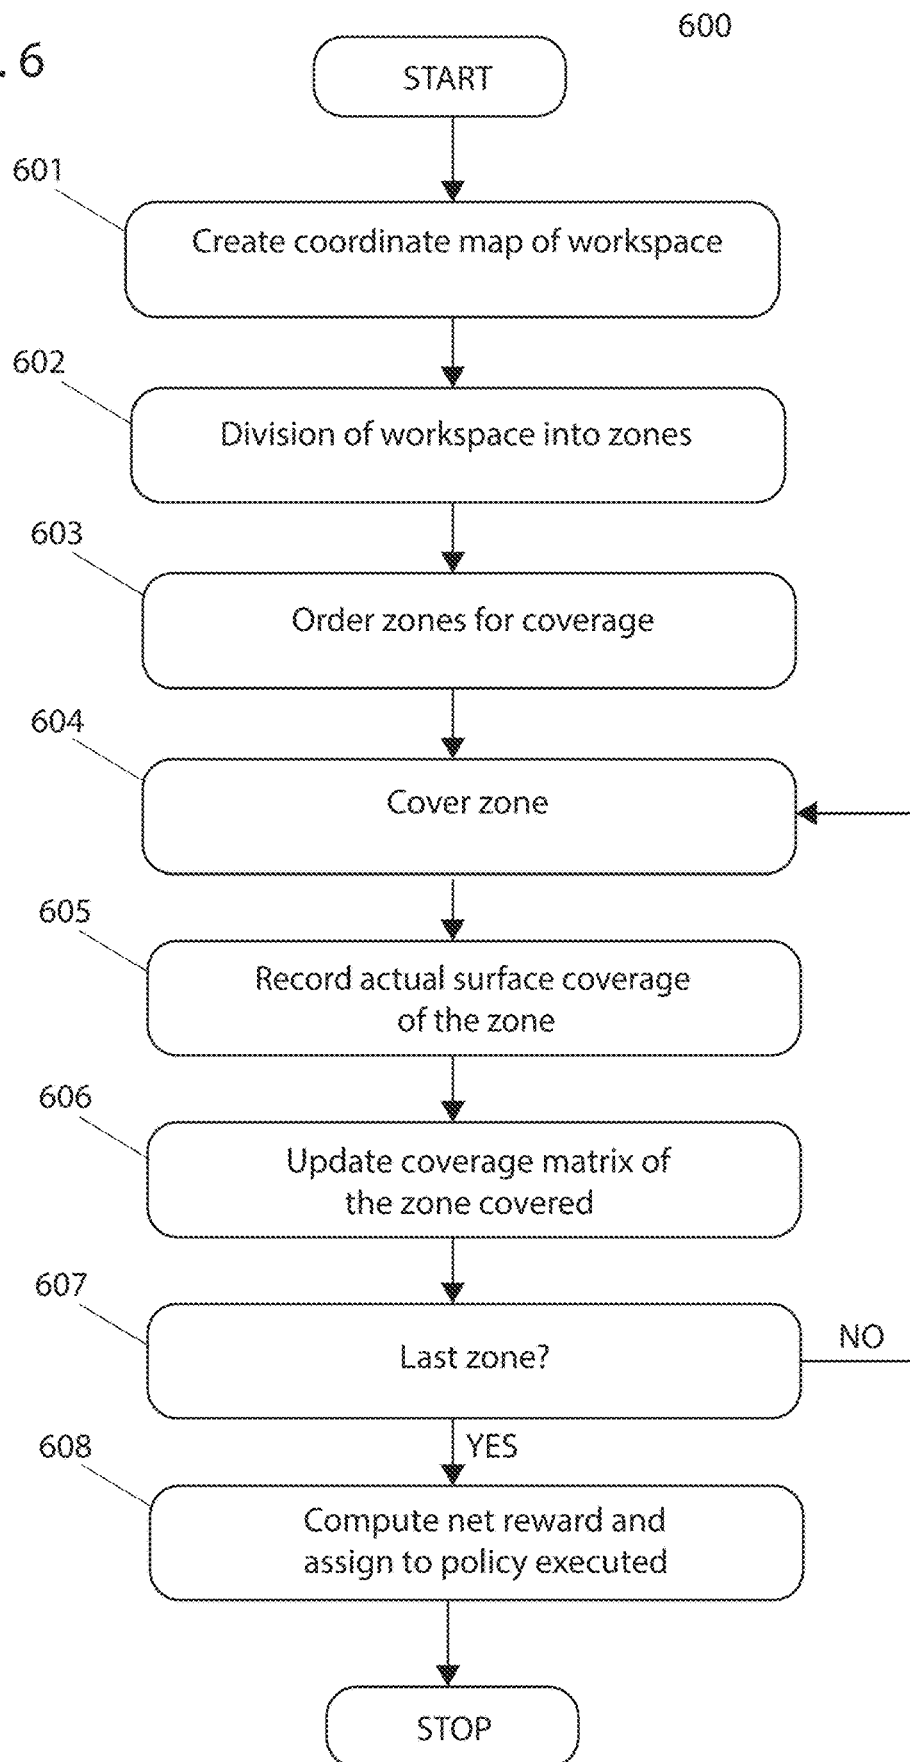 . 6
600
START
601
Create coordinate map of workspace
602
Division of workspace into zones
603
Order zones for coverage
604
Cover zone
605
Record actual surface coverage
of the zone
606
Update coverage matrix of
the zone covered
607
Last zone?
NO
YES
608
Compute net reward and
assign to policy executed
STOP